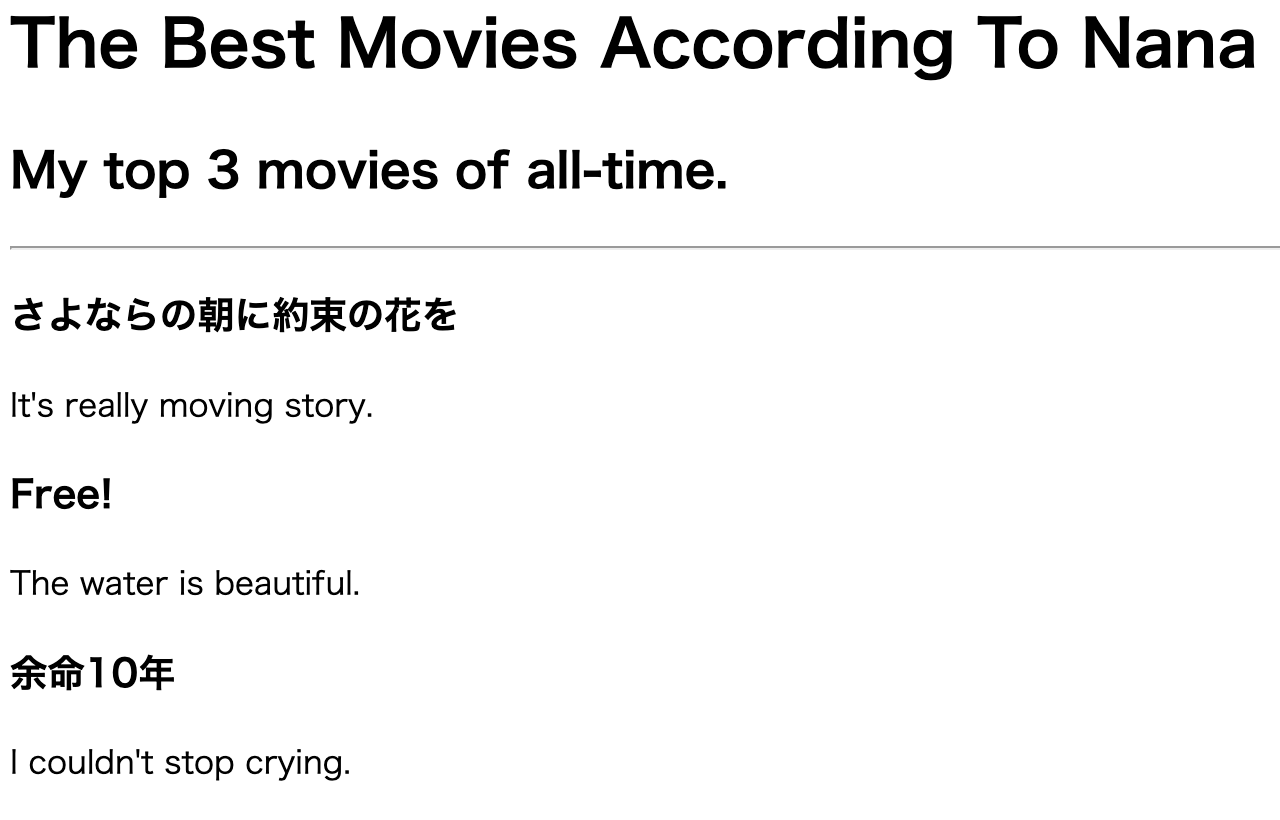 The Best Movies According To Nana
My top 3 movies of all-time.
さよならの朝に約束の花を
It's really moving story.
Free!
The water is beautiful.
余命10年
I couldn't stop crying.